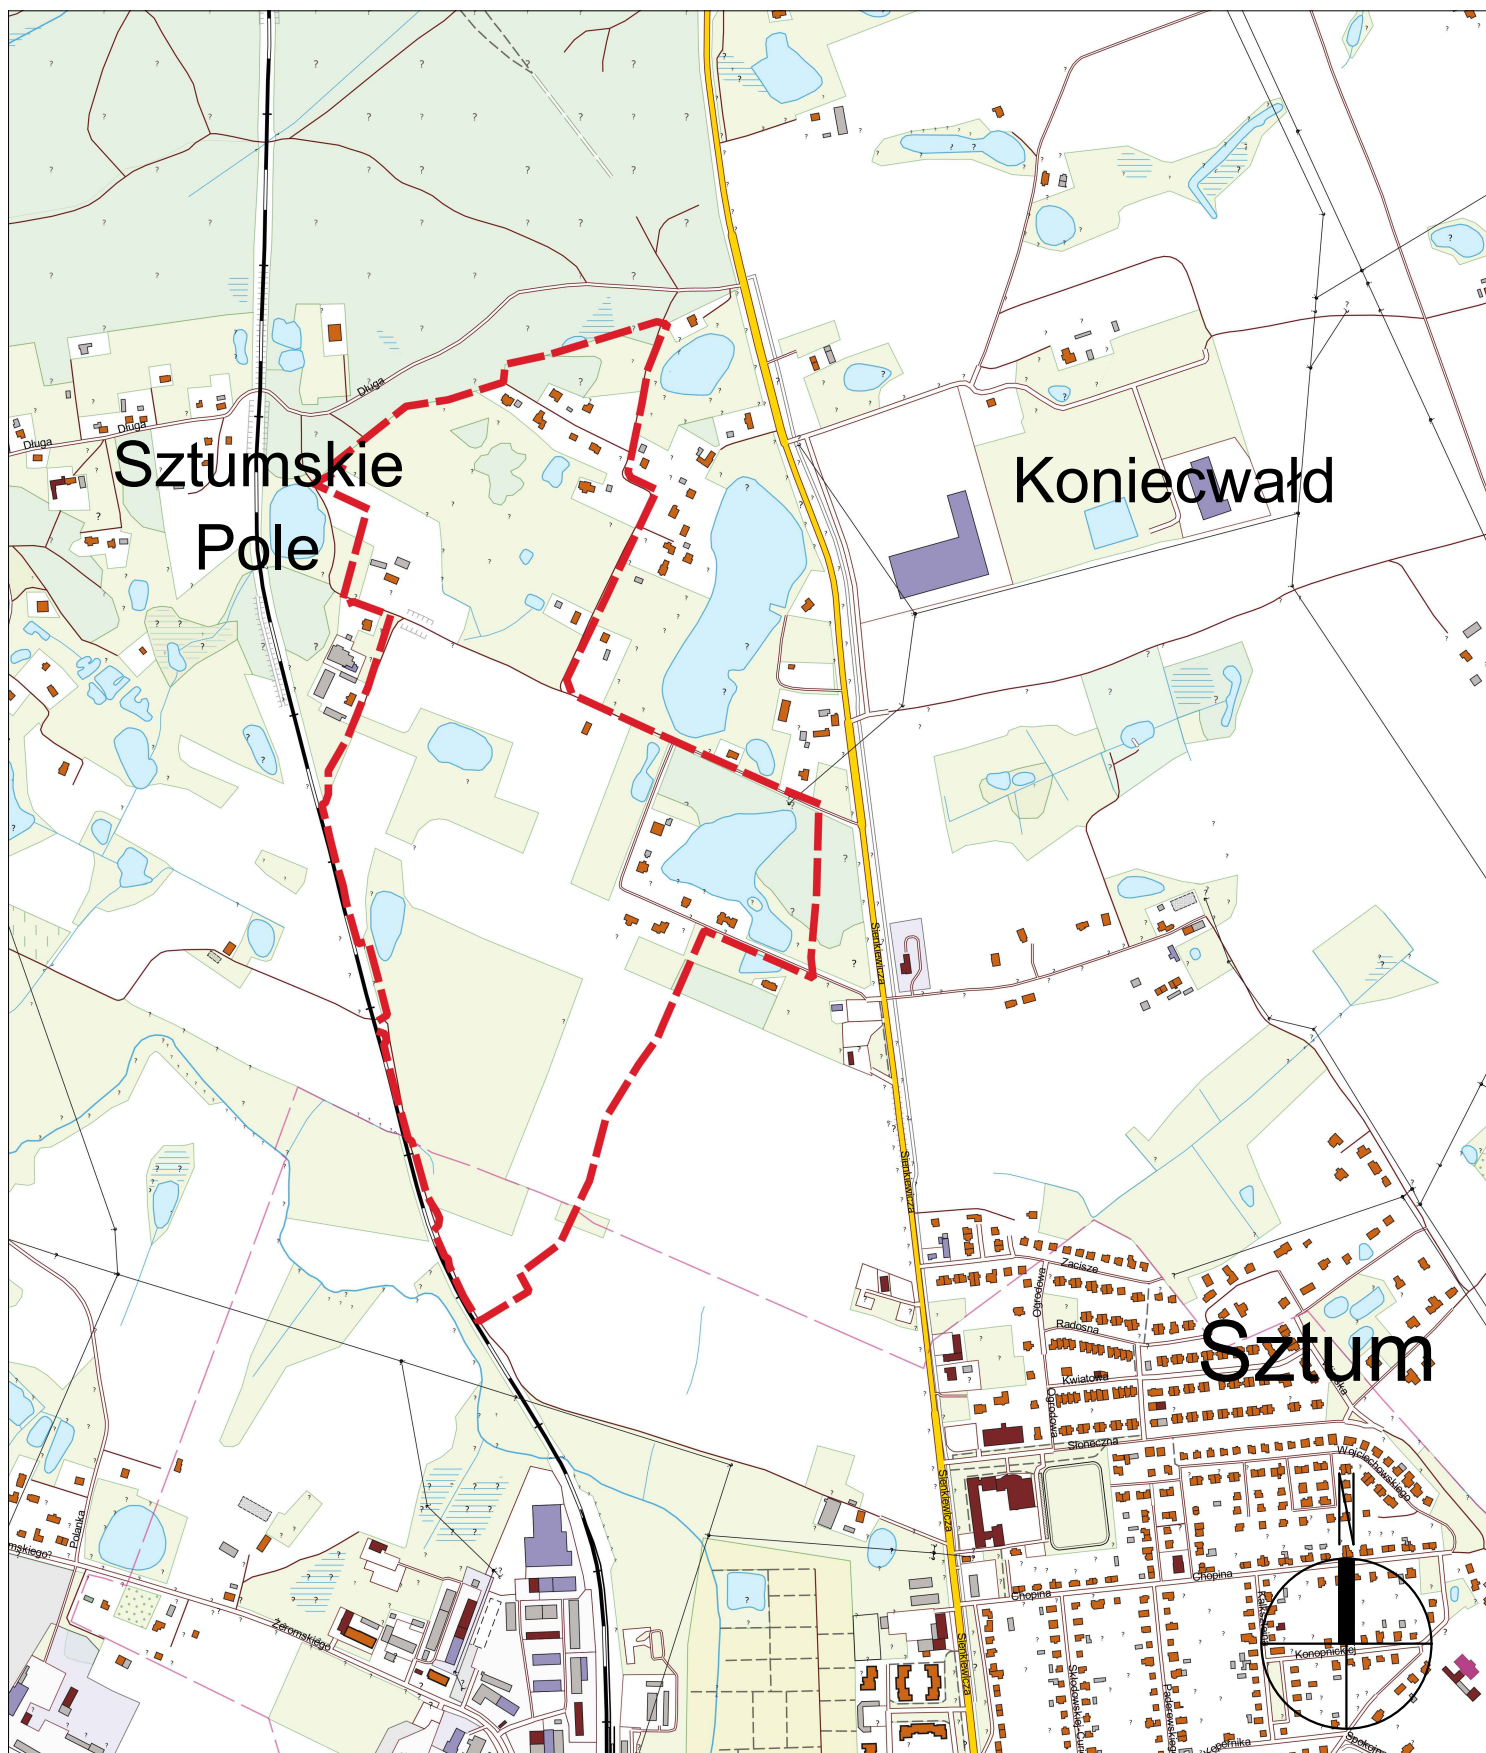 Długa
Długa
Długa
Sztumskie
Pole
Koniecwałd
Sienkiewicza
Sienkiewicza
Zacisze
Ogrodowa
Radosna
Sztum
Kwiatowa
Ogrodowa
Słoneczna
Wojciechowskiego
Sienkiewicza
Polanka
N
Chopina
Chopina
Żeromskiego
Konopnickiej
Sienkiewicza